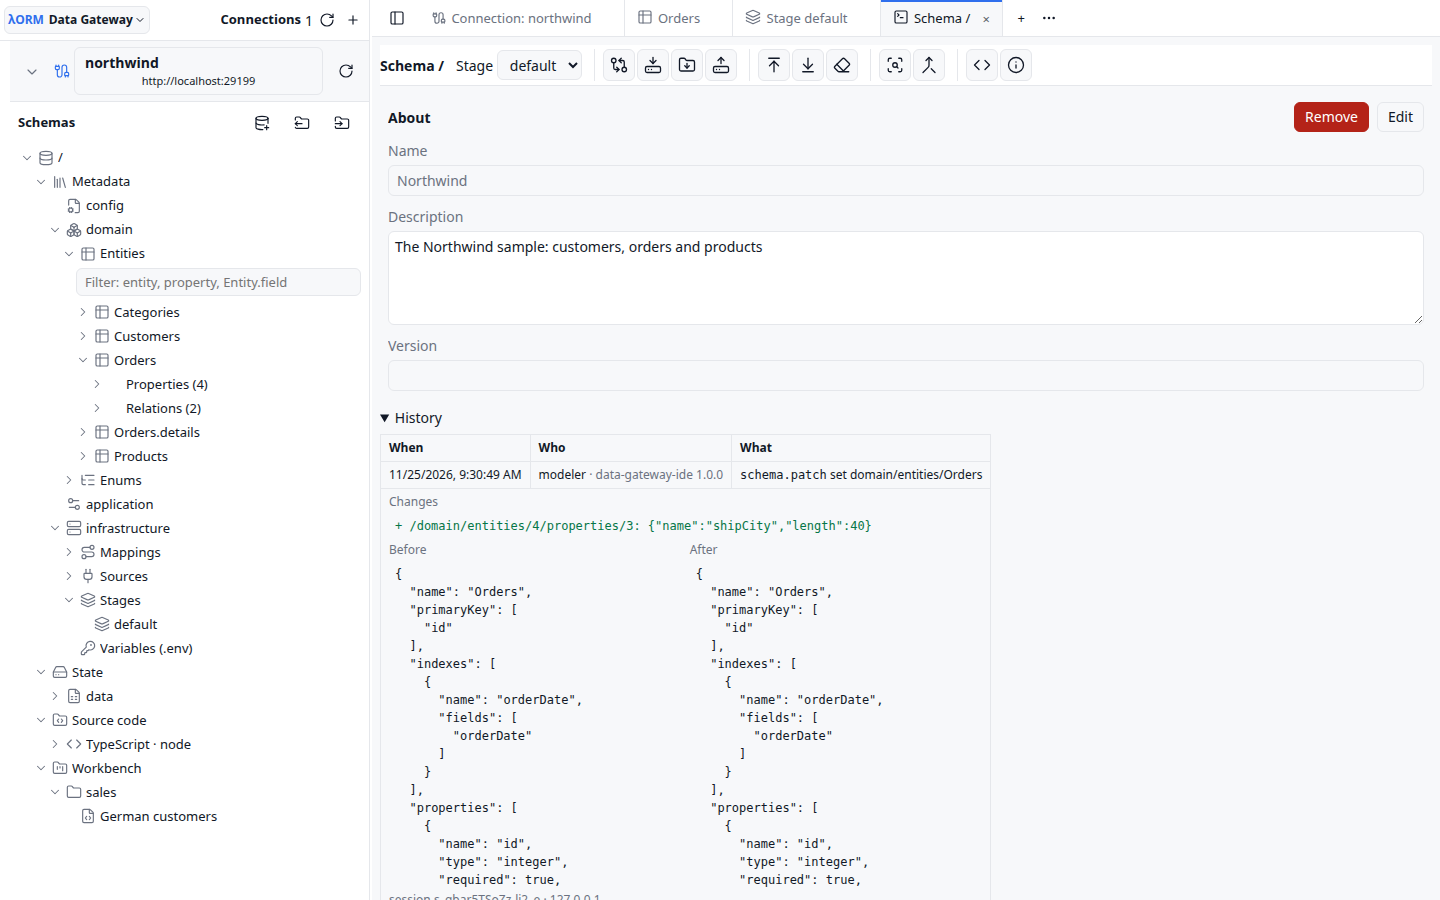 λORM Data Gateway
Connections 1
northwind
http://localhost:29199
Schemas
/
Metadata
config
domain
Entities
Filter: entity, property, Entity.field
Categories
Customers
Orders
Properties (4)
Relations (2)
Orders.details
Products
Enums
application
infrastructure
Mappings
Sources
Stages
default
Variables (.env)
State
data
Source code
TypeScript · node
Workbench
sales
German customers
Connection: northwind
Orders
Stage default
Schema / ×
+
Schema / Stage default
About
Remove Edit
Name
Northwind
Description
The Northwind sample: customers, orders and products
Version
▼ History
When Who What
11/25/2026, 9:30:49 AM modeler · data-gateway-ide 1.0.0 schema.patch set domain/entities/Orders
Changes
+ /domain/entities/4/properties/3: {"name":"shipCity","length":40}
Before
{
"name": "Orders",
"primaryKey": [
"id"
],
"indexes": [
{
"name": "orderDate",
"fields": [
"orderDate"
]
}
],
"properties": [
{
"name": "id",
"type": "integer",
"required": true,
After
{
"name": "Orders",
"primaryKey": [
"id"
],
"indexes": [
{
"name": "orderDate",
"fields": [
"orderDate"
]
}
],
"properties": [
{
"name": "id",
"type": "integer",
"required": true,